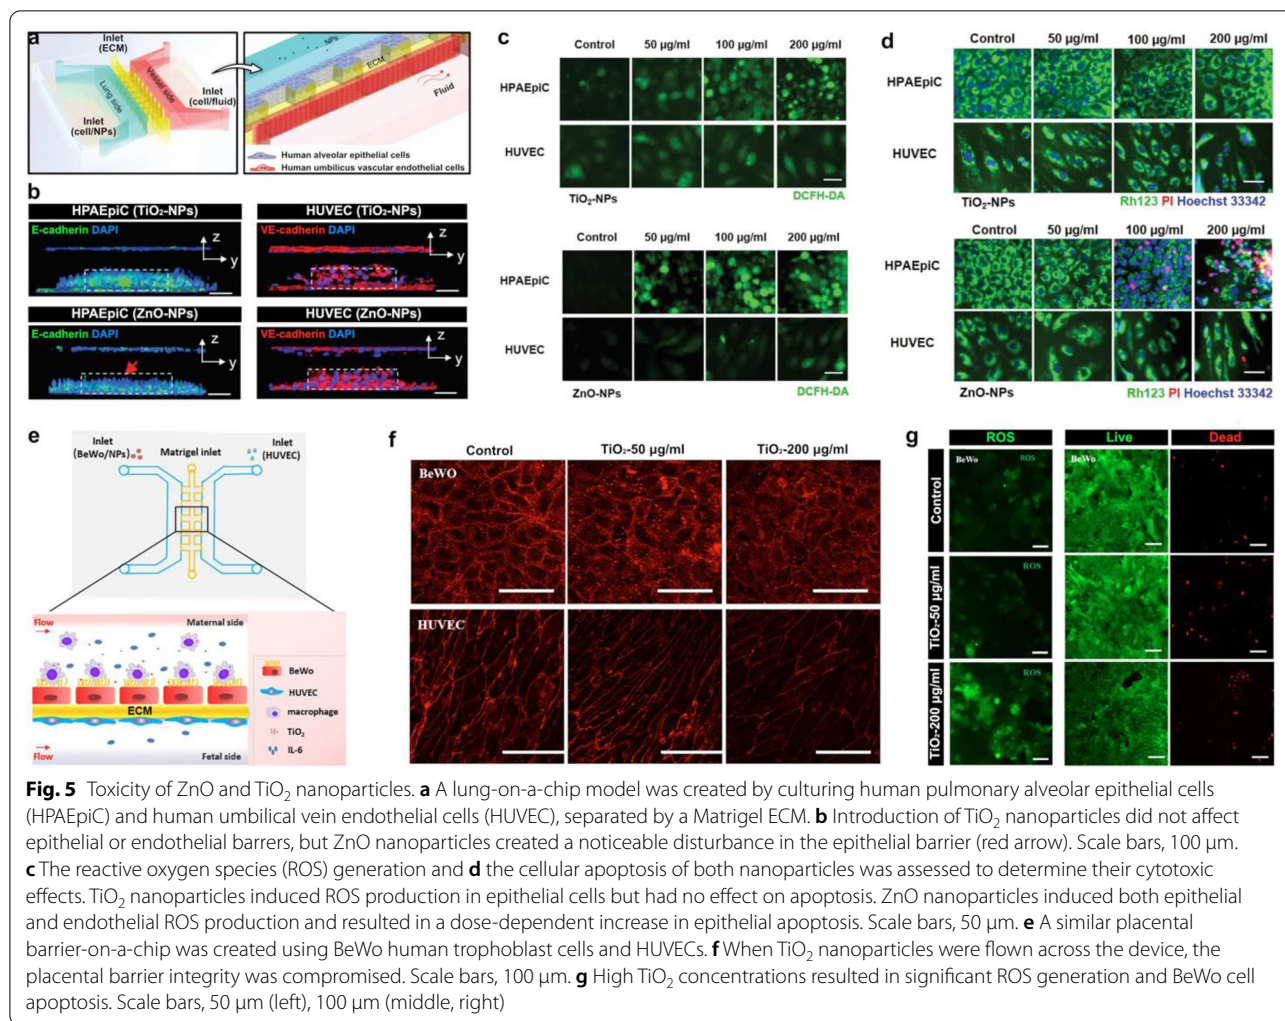 a
Inlet
(ECM)
Lung side
Vessel side
Inlet
(cell/fluid)
Inlet
(cell/NPs)
NPs
ECM
Fluid
Human alveolar epithelial cells
Human umbilicus vascular endothelial cells
b
HPAEpiC (TiO₂-NPs)
HUVEC (TiO₂-NPs)
E-cadherin DAPI
z
y
VE-cadherin DAPI
z
y
HPAEpiC (ZnO-NPs)
HUVEC (ZnO-NPs)
E-cadherin DAPI
z
y
VE-cadherin DAPI
z
y
c
Control 50 µg/ml 100 µg/ml 200 µg/ml
HPAEpiC
HUVEC
TiO₂-NPs
DCFH-DA
Control 50 µg/ml 100 µg/ml 200 µg/ml
HPAEpiC
HUVEC
ZnO-NPs
DCFH-DA
d
Control 50 µg/ml 100 µg/ml 200 µg/ml
HPAEpiC
HUVEC
TiO₂-NPs
Rh123 PI Hoechst 33342
Control 50 µg/ml 100 µg/ml 200 µg/ml
HPAEpiC
HUVEC
ZnO-NPs
Rh123 PI Hoechst 33342
e
Inlet
(BeWo/NPs)
Matrigel inlet
Inlet
(HUVEC)
Flow
Maternal side
ECM
Flow
Fetal side
BeWo
HUVEC
macrophage
TiO₂
IL-6
f
Control TiO₂-50 µg/ml TiO₂-200 µg/ml
BeWO
HUVEC
g
ROS Live Dead
Control
BeWo
ROS
BeWo
TiO₂-50 µg/ml
ROS
TiO₂-200 µg/ml
ROS
Fig. 5 Toxicity of ZnO and TiO₂ nanoparticles. a A lung-on-a-chip model was created by culturing human pulmonary alveolar epithelial cells
(HPAEpiC) and human umbilical vein endothelial cells (HUVEC), separated by a Matrigel ECM. b Introduction of TiO₂ nanoparticles did not affect
epithelial or endothelial barrers, but ZnO nanoparticles created a noticeable disturbance in the epithelial barrier (red arrow). Scale bars, 100 µm.
c The reactive oxygen species (ROS) generation and d the cellular apoptosis of both nanoparticles was assessed to determine their cytotoxic
effects. TiO₂ nanoparticles induced ROS production in epithelial cells but had no effect on apoptosis. ZnO nanoparticles induced both epithelial
and endothelial ROS production and resulted in a dose-dependent increase in epithelial apoptosis. Scale bars, 50 µm. e A similar placental
barrier-on-a-chip was created using BeWo human trophoblast cells and HUVECs. f When TiO₂ nanoparticles were flown across the device, the
placental barrier integrity was compromised. Scale bars, 100 µm. g High TiO₂ concentrations resulted in significant ROS generation and BeWo cell
apoptosis. Scale bars, 50 µm (left), 100 µm (middle, right)